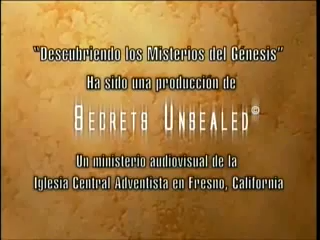 “Descubriendo los Misterios del Génesis”
Ha sido una producción de
Secrets Unsealed©
Un ministerio audiovisual de la
Iglesia Central Adventista en Fresno, California